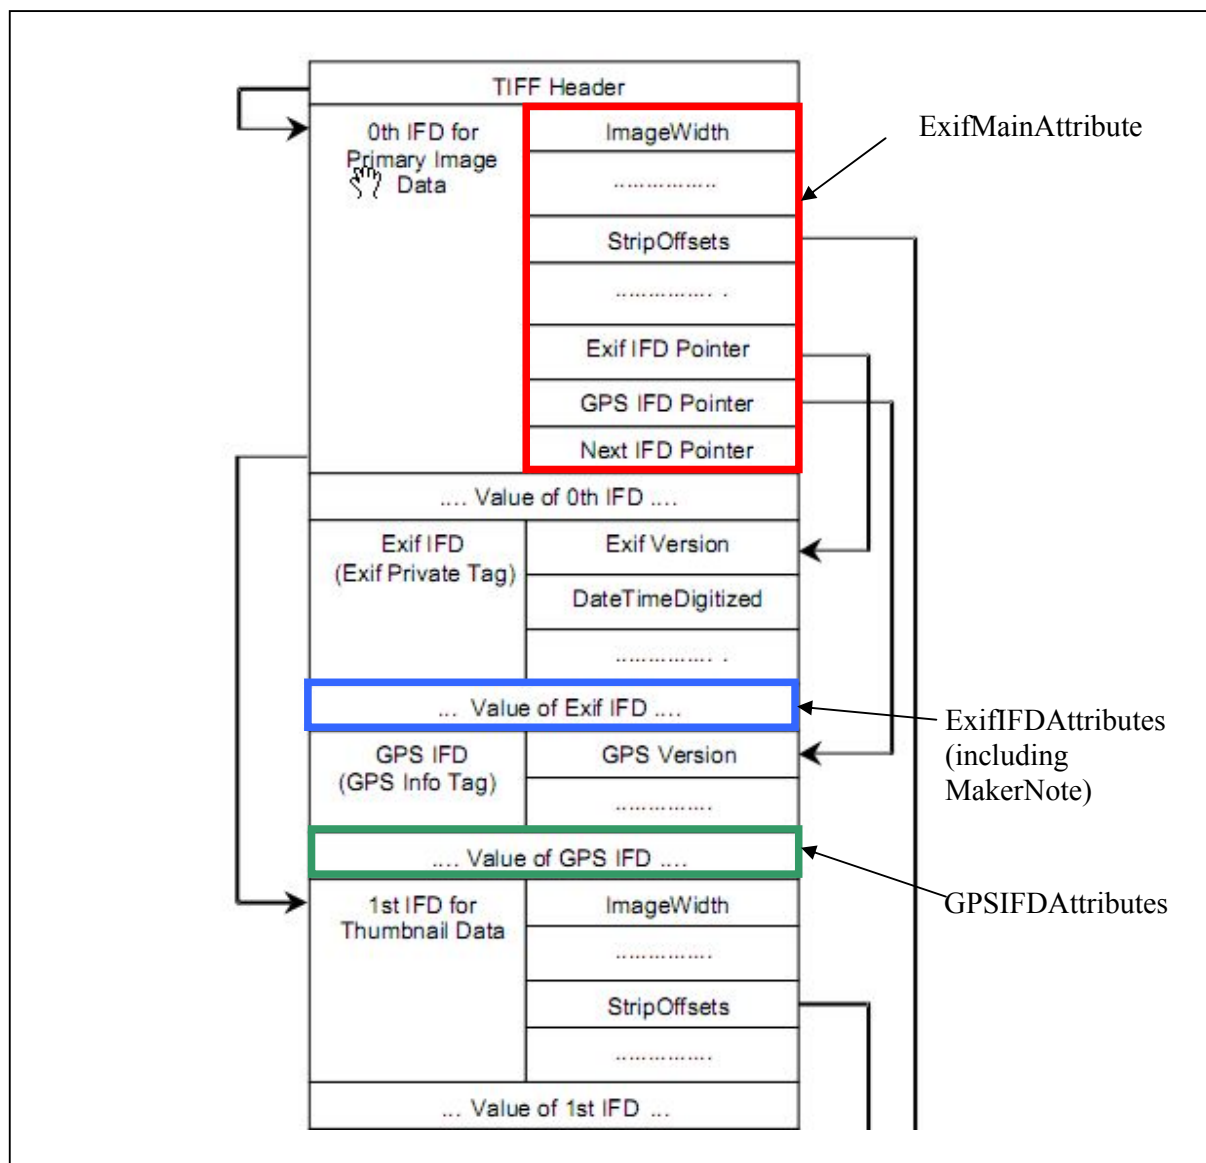 TIFF Header
0th IFD for
Primary Image
Data
ImageWidth
................
StripOffsets
............... .
Exif IFD Pointer
GPS IFD Pointer
Next IFD Pointer
ExifMainAttribute
.... Value of 0th IFD ....
Exif IFD
(Exif Private Tag)
Exif Version
DateTimeDigitized
............... .
... Value of Exif IFD ....
ExifIFDAttributes
(including
MakerNote)
GPS IFD
(GPS Info Tag)
GPS Version
...............
.... Value of GPS IFD ....
GPSIFDAttributes
1st IFD for
Thumbnail Data
ImageWidth
...............
StripOffsets
...............
... Value of 1st IFD ...